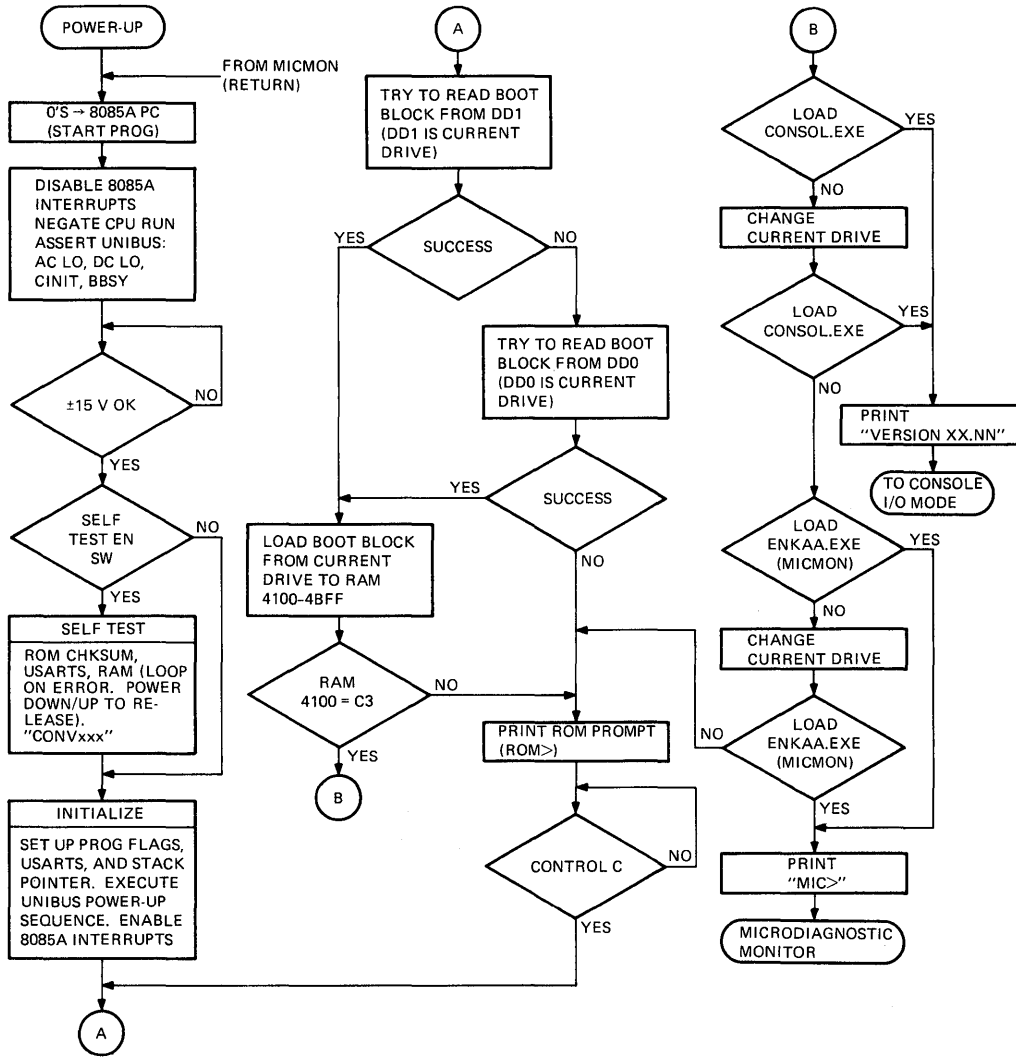 POWER-UP
FROM MICMON
(RETURN)
0'S → 8085A PC
(START PROG)
DISABLE 8085A
INTERRUPTS
NEGATE CPU RUN
ASSERT UNIBUS:
AC LO, DC LO,
CINIT, BBSY
±15 V OK
NO
YES
SELF
TEST EN
SW
NO
YES
SELF TEST
ROM CHKSUM,
USARTS, RAM (LOOP
ON ERROR. POWER
DOWN/UP TO RE-
LEASE).
"CONVxxx"
INITIALIZE
SET UP PROG FLAGS,
USARTS, AND STACK
POINTER. EXECUTE
UNIBUS POWER-UP
SEQUENCE. ENABLE
8085A INTERRUPTS
A
A
TRY TO READ BOOT
BLOCK FROM DD1
(DD1 IS CURRENT
DRIVE)
YES
SUCCESS
NO
TRY TO READ BOOT
BLOCK FROM DD0
(DD0 IS CURRENT
DRIVE)
YES
SUCCESS
NO
LOAD BOOT BLOCK
FROM CURRENT
DRIVE TO RAM
4100-4BFF
RAM
4100 = C3
NO
YES
B
PRINT ROM PROMPT
(ROM>)
CONTROL C
NO
YES
B
LOAD
CONSOL.EXE
YES
NO
CHANGE
CURRENT DRIVE
LOAD
CONSOL.EXE
YES
NO
PRINT
"VERSION XX.NN"
TO CONSOLE
I/O MODE
LOAD
ENKAA.EXE
(MICMON)
YES
NO
CHANGE
CURRENT DRIVE
LOAD
ENKAA.EXE
(MICMON)
NO
YES
PRINT
"MIC>"
MICRODIAGNOSTIC
MONITOR